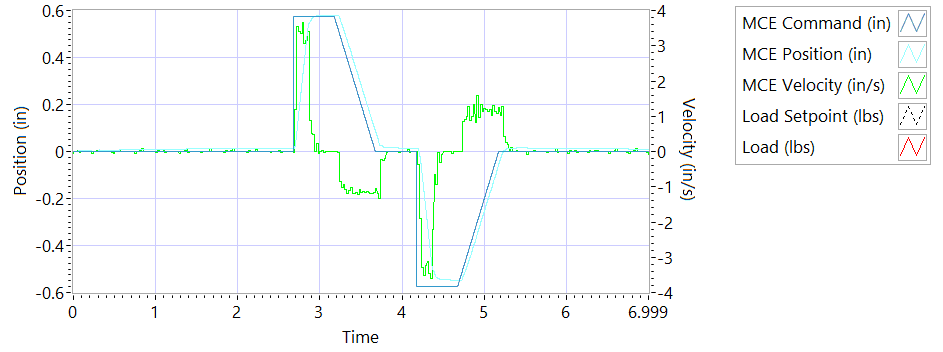 0.6
0.4
0.2
0
-0.2
-0.4
-0.6
Position (in)
4
3
2
1
0
-1
-2
-3
-4
Velocity (in/s)
0 1 2 3 4 5 6 6.999
Time
MCE Command (in)
MCE Position (in)
MCE Velocity (in/s)
Load Setpoint (lbs)
Load (lbs)